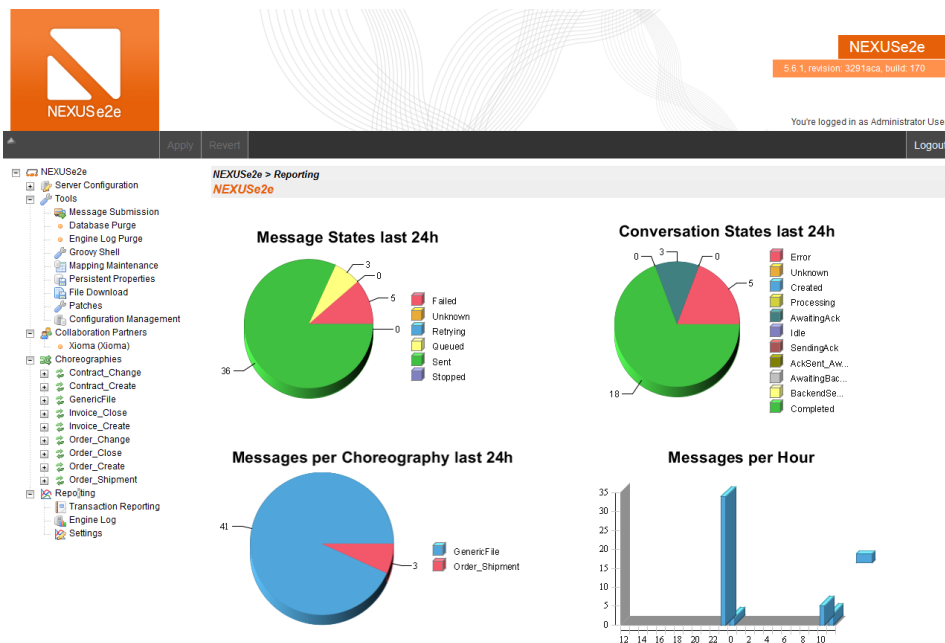 NEXUSe2e
NEXUSe2e
5.6.1, revision: 3291aca, build: 170
You're logged in as Administrator Use
Apply
Revert
Logout
NEXUSe2e
Server Configuration
Tools
Message Submission
Database Purge
Engine Log Purge
Groovy Shell
Mapping Maintenance
Persistent Properties
File Download
Patches
Configuration Management
Collaboration Partners
Xioma (Xioma)
Choreographies
Contract_Change
Contract_Create
GenericFile
Invoice_Close
Invoice_Create
Order_Change
Order_Close
Order_Create
Order_Shipment
Reporting
Transaction Reporting
Engine Log
Settings
NEXUSe2e > Reporting
NEXUSe2e
Message States last 24h
3
0
5
0
36
Failed
Unknown
Retrying
Queued
Sent
Stopped
Conversation States last 24h
0
3
0
5
18
Error
Unknown
Created
Processing
AwaitingAck
Idle
SendingAck
AckSent_Aw...
AwaitingBac...
BackendSe...
Completed
Messages per Choreography last 24h
41
3
GenericFile
Order_Shipment
Messages per Hour
35
30
25
20
15
10
5
0
12 14 16 18 20 22 0 2 4 6 8 10